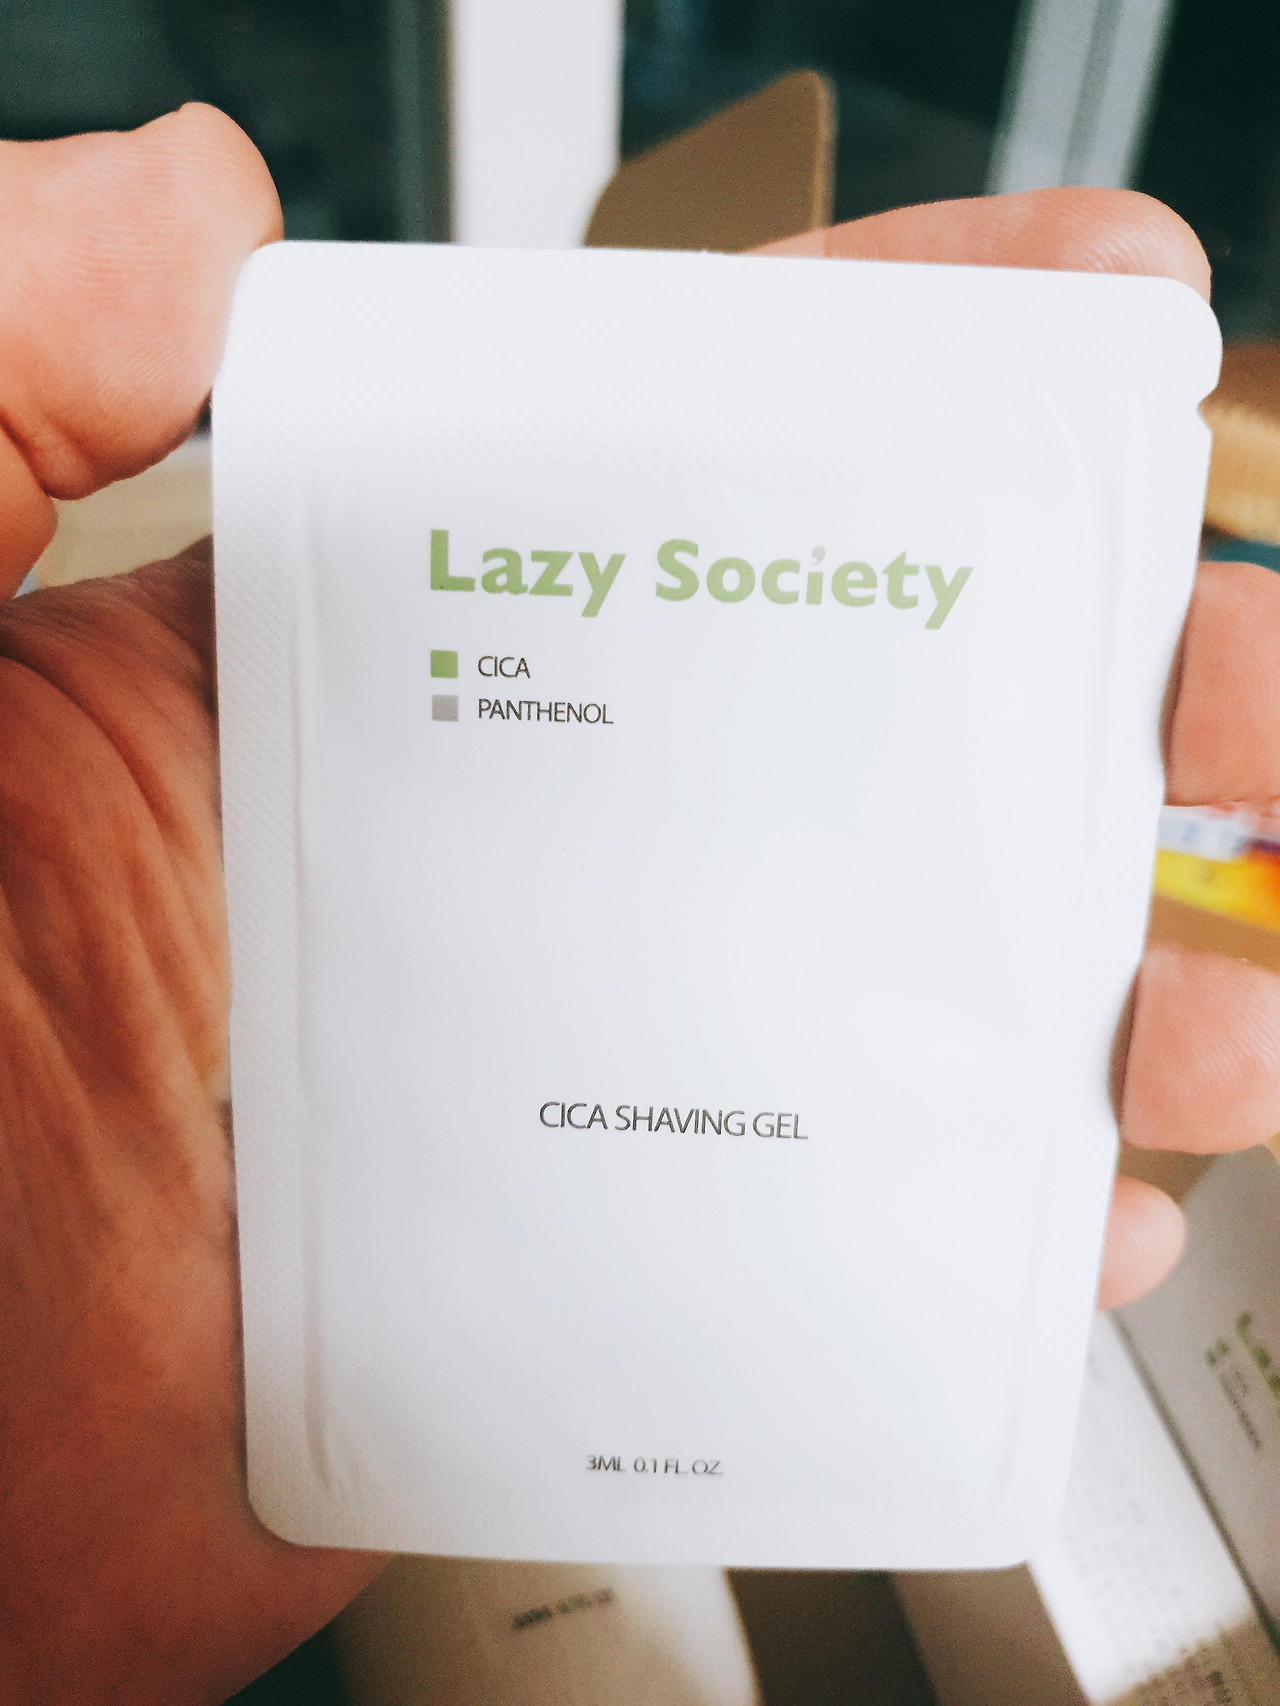 Lazy Society
CICA
PANTHENOL
CICA SHAVING GEL
3ML 0.1 FL. OZ.